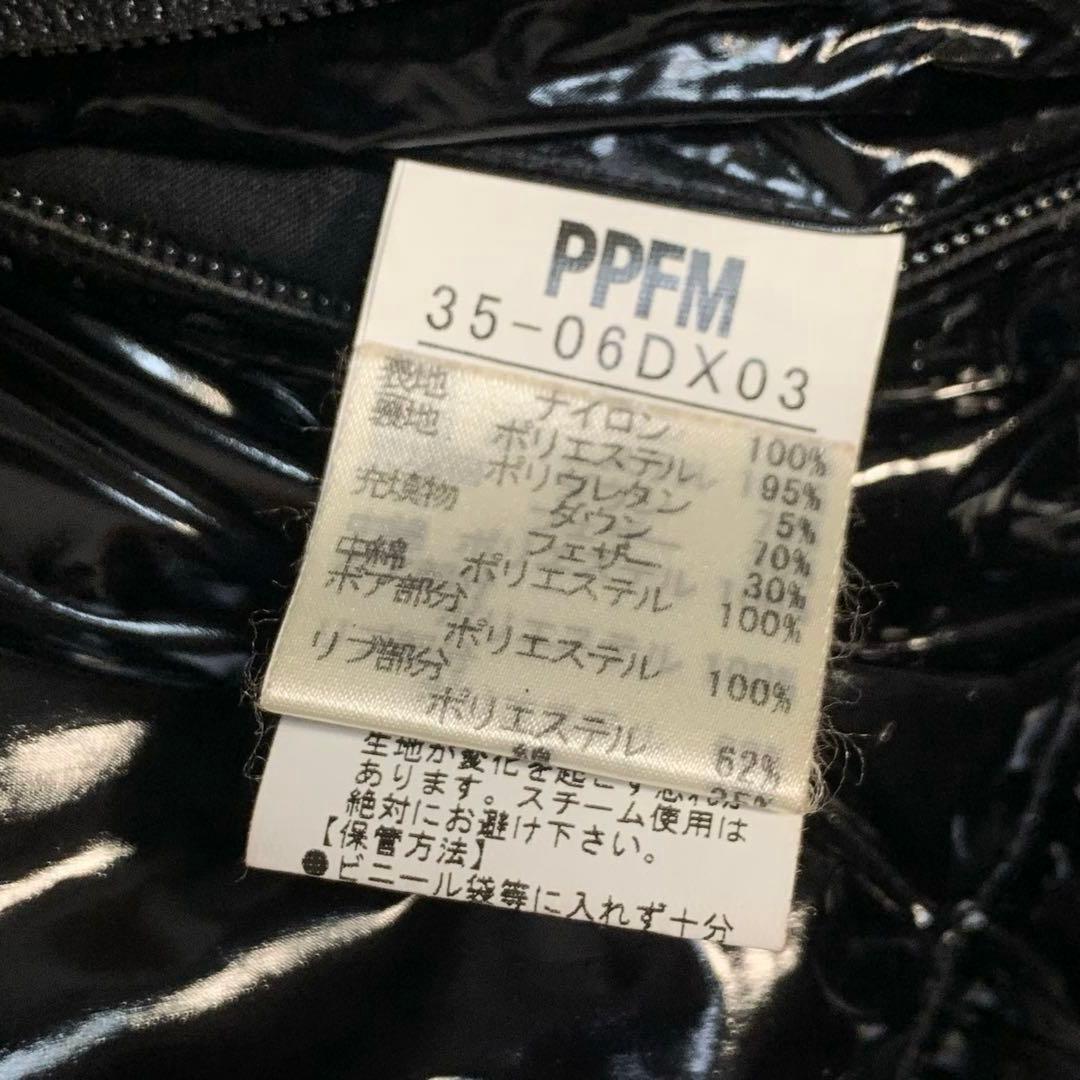 PPFM
35-06DX03
表地 ナイロン 100%
裏地 ポリエステル 95%
ポリウレタン 5%
充填物 ダウン 70%
フェザー 30%
中綿 ポリエステル 100%
ボア部分
ポリエステル 100%
リブ部分
ポリエステル 62%
綿
生地が変化を起こす恐れ
あります。スチーム使用は
絶対にお避け下さい。
【保管方法】
●ビニール袋等に入れず十分